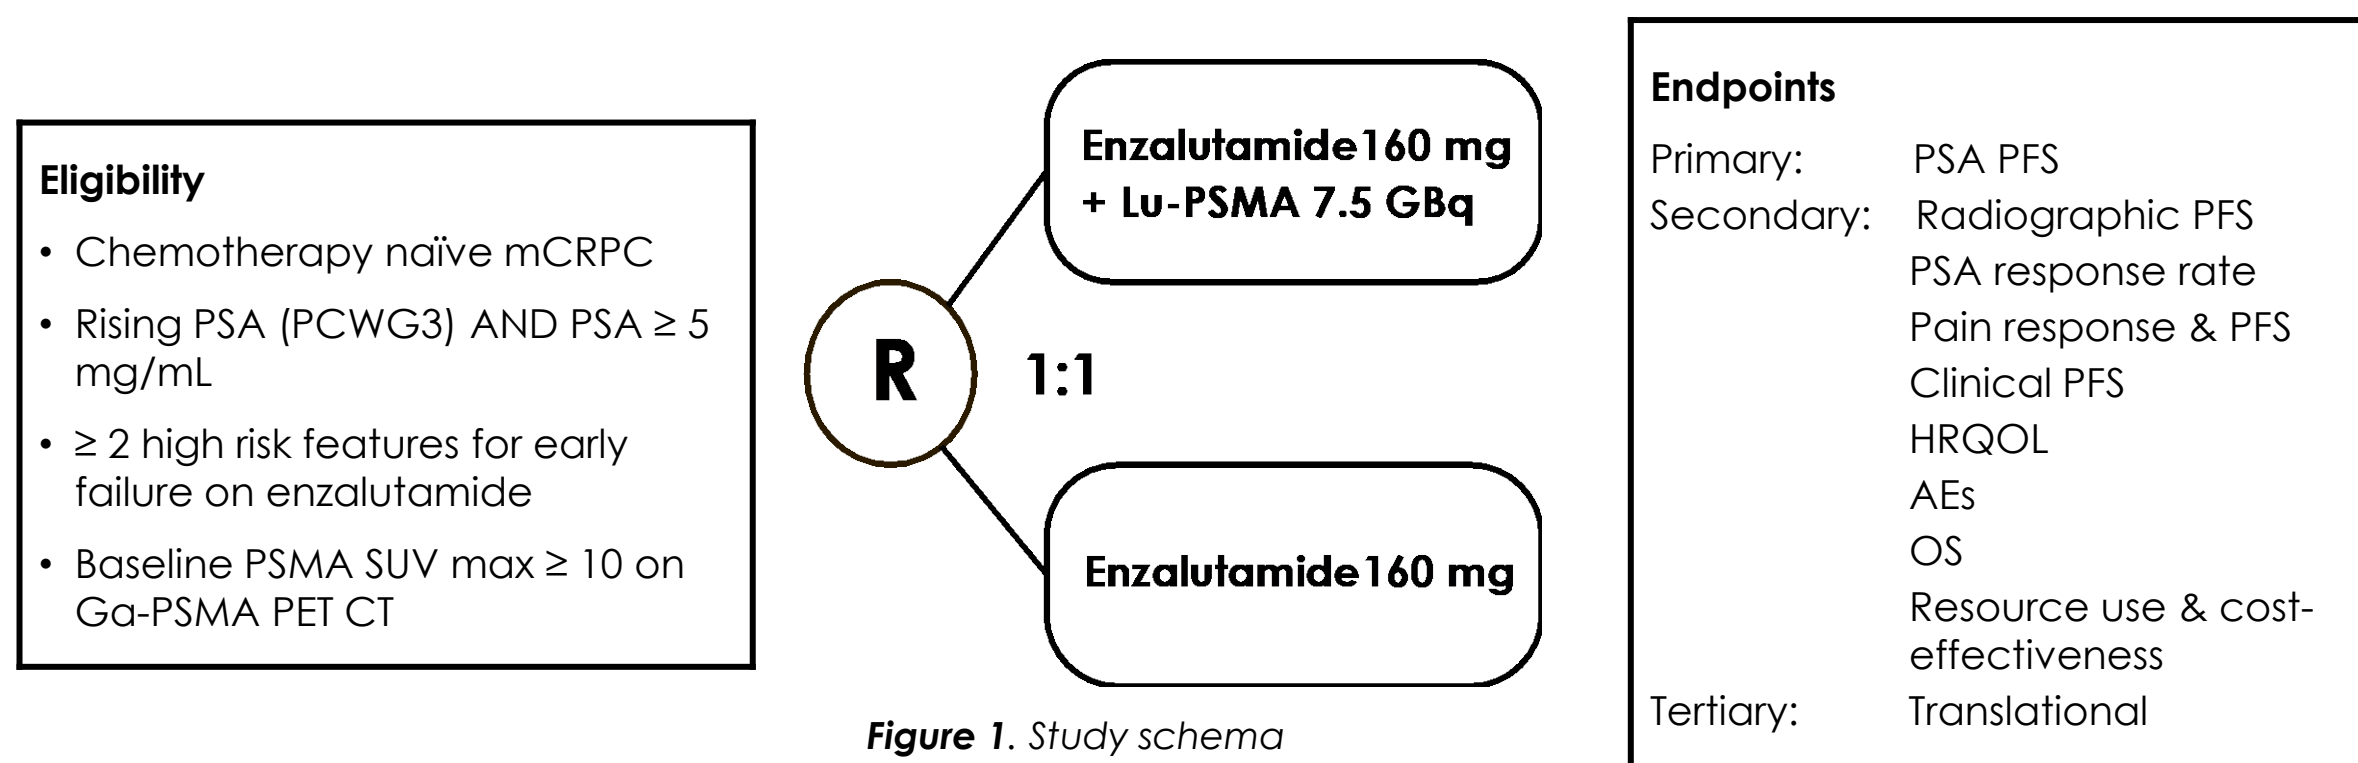 Eligibility
• Chemotherapy naïve mCRPC
• Rising PSA (PCWG3) AND PSA ≥ 5
mg/mL
• ≥ 2 high risk features for early
failure on enzalutamide
• Baseline PSMA SUV max ≥ 10 on
Ga-PSMA PET CT
Enzalutamide160 mg
+ Lu-PSMA 7.5 GBq
R 1:1
Enzalutamide160 mg
Figure 1. Study schema
Endpoints
Primary: PSA PFS
Secondary: Radiographic PFS
PSA response rate
Pain response & PFS
Clinical PFS
HRQOL
AEs
OS
Resource use & cost-
effectiveness
Tertiary: Translational